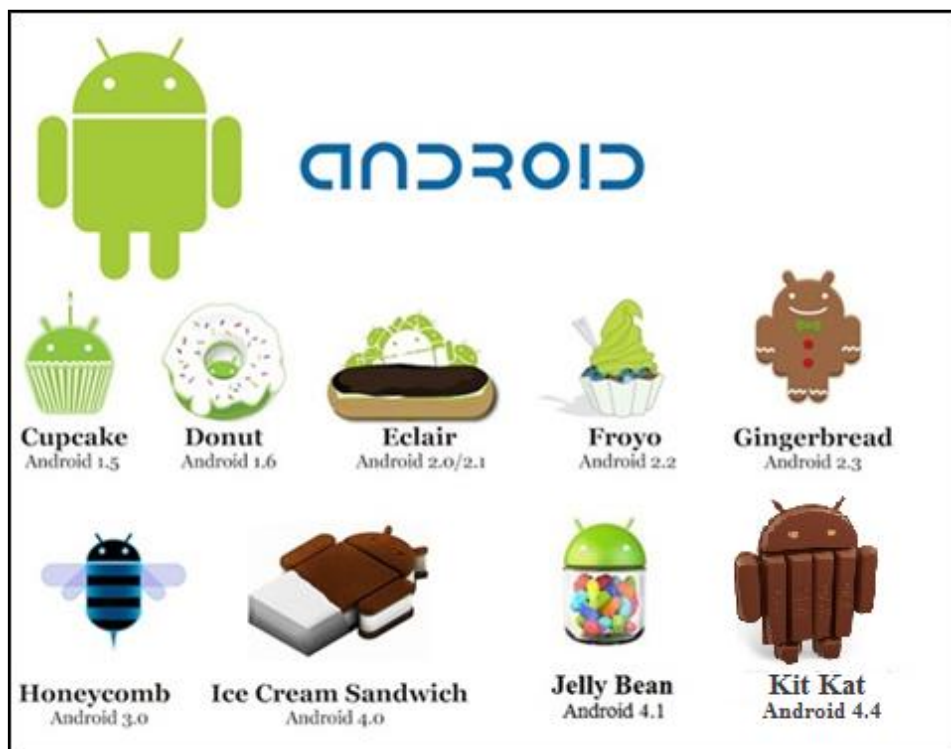 ANDROID
Cupcake
Android 1.5
Donut
Android 1.6
Eclair
Android 2.0/2.1
Froyo
Android 2.2
Gingerbread
Android 2.3
Honeycomb
Android 3.0
Ice Cream Sandwich
Android 4.0
Jelly Bean
Android 4.1
Kit Kat
Android 4.4